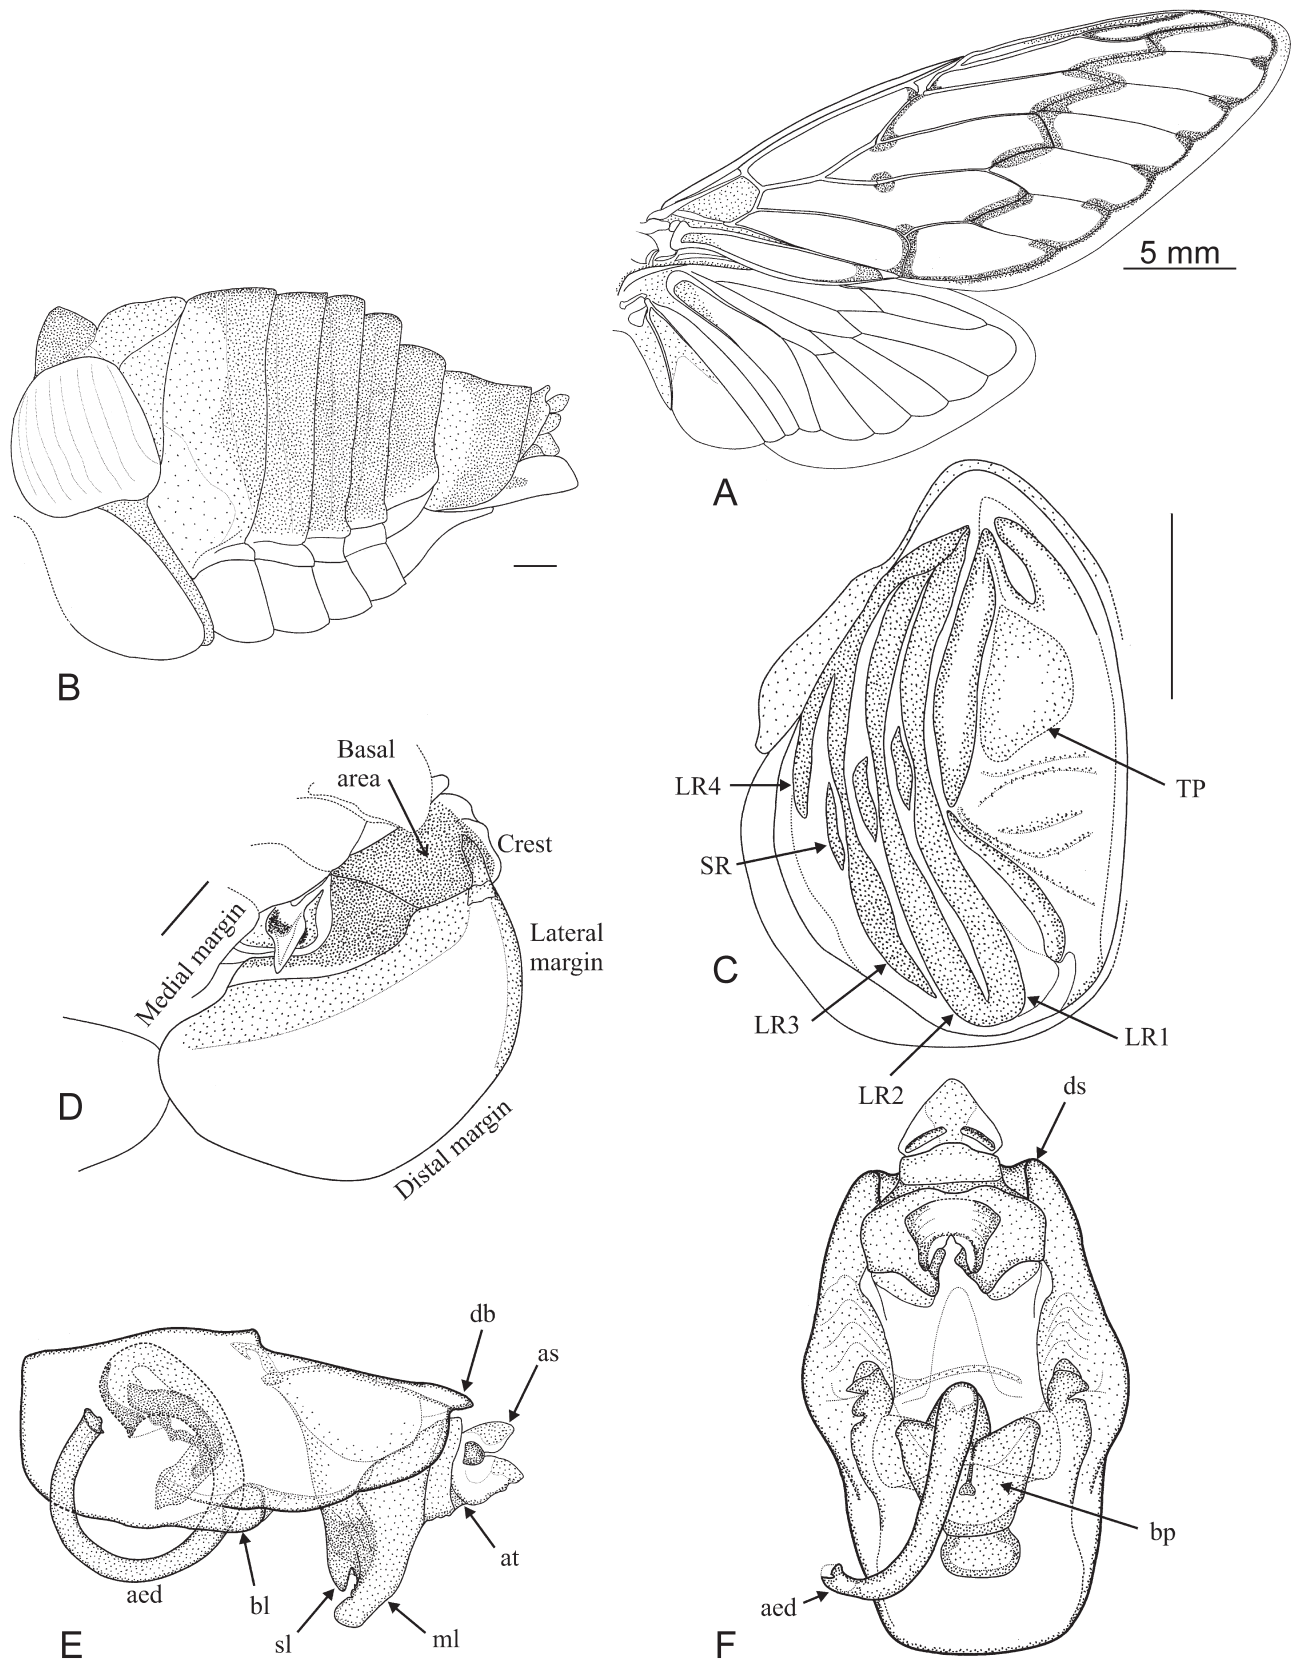 5 mm
A
B
C
LR4
SR
LR3
LR2
LR1
TP
Basal
area
Crest
Lateral
margin
Medial margin
Distal margin
D
db
as
at
aed
bl
sl
ml
E
ds
bp
aed
F